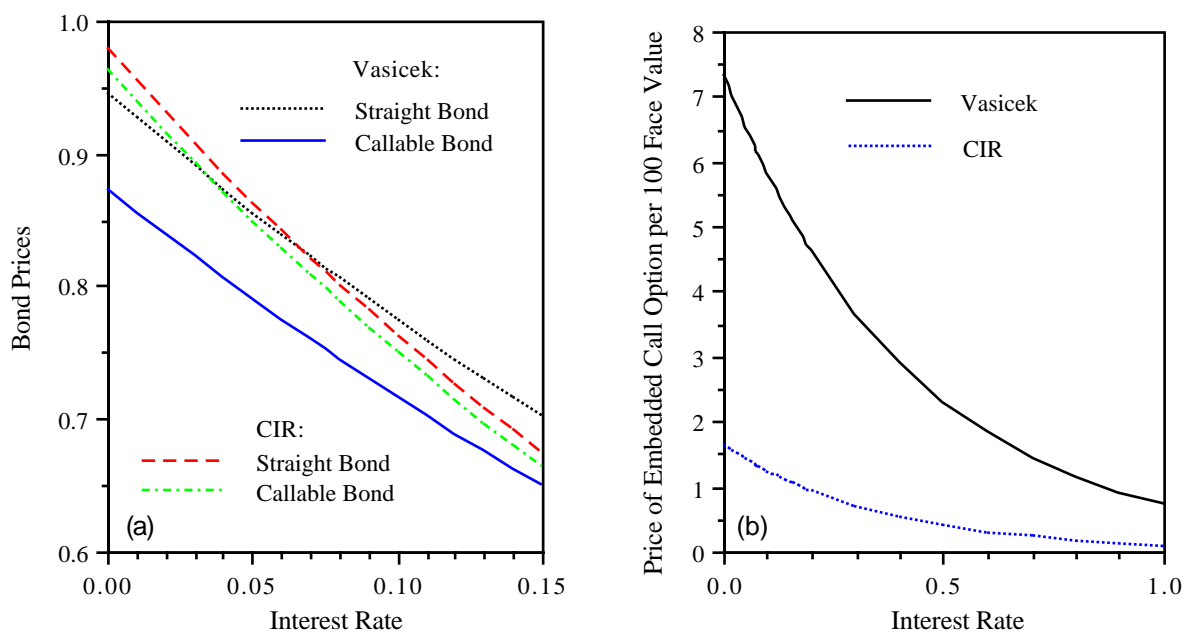 Bond Prices
1.0
0.9
0.8
0.7
0.6
Vasicek:
Straight Bond
Callable Bond
CIR:
Straight Bond
Callable Bond
(a)
0.00
0.05
0.10
0.15
Interest Rate
Price of Embedded Call Option per 100 Face Value
8
7
6
5
4
3
2
1
0
Vasicek
CIR
(b)
0.0
0.5
1.0
Interest Rate